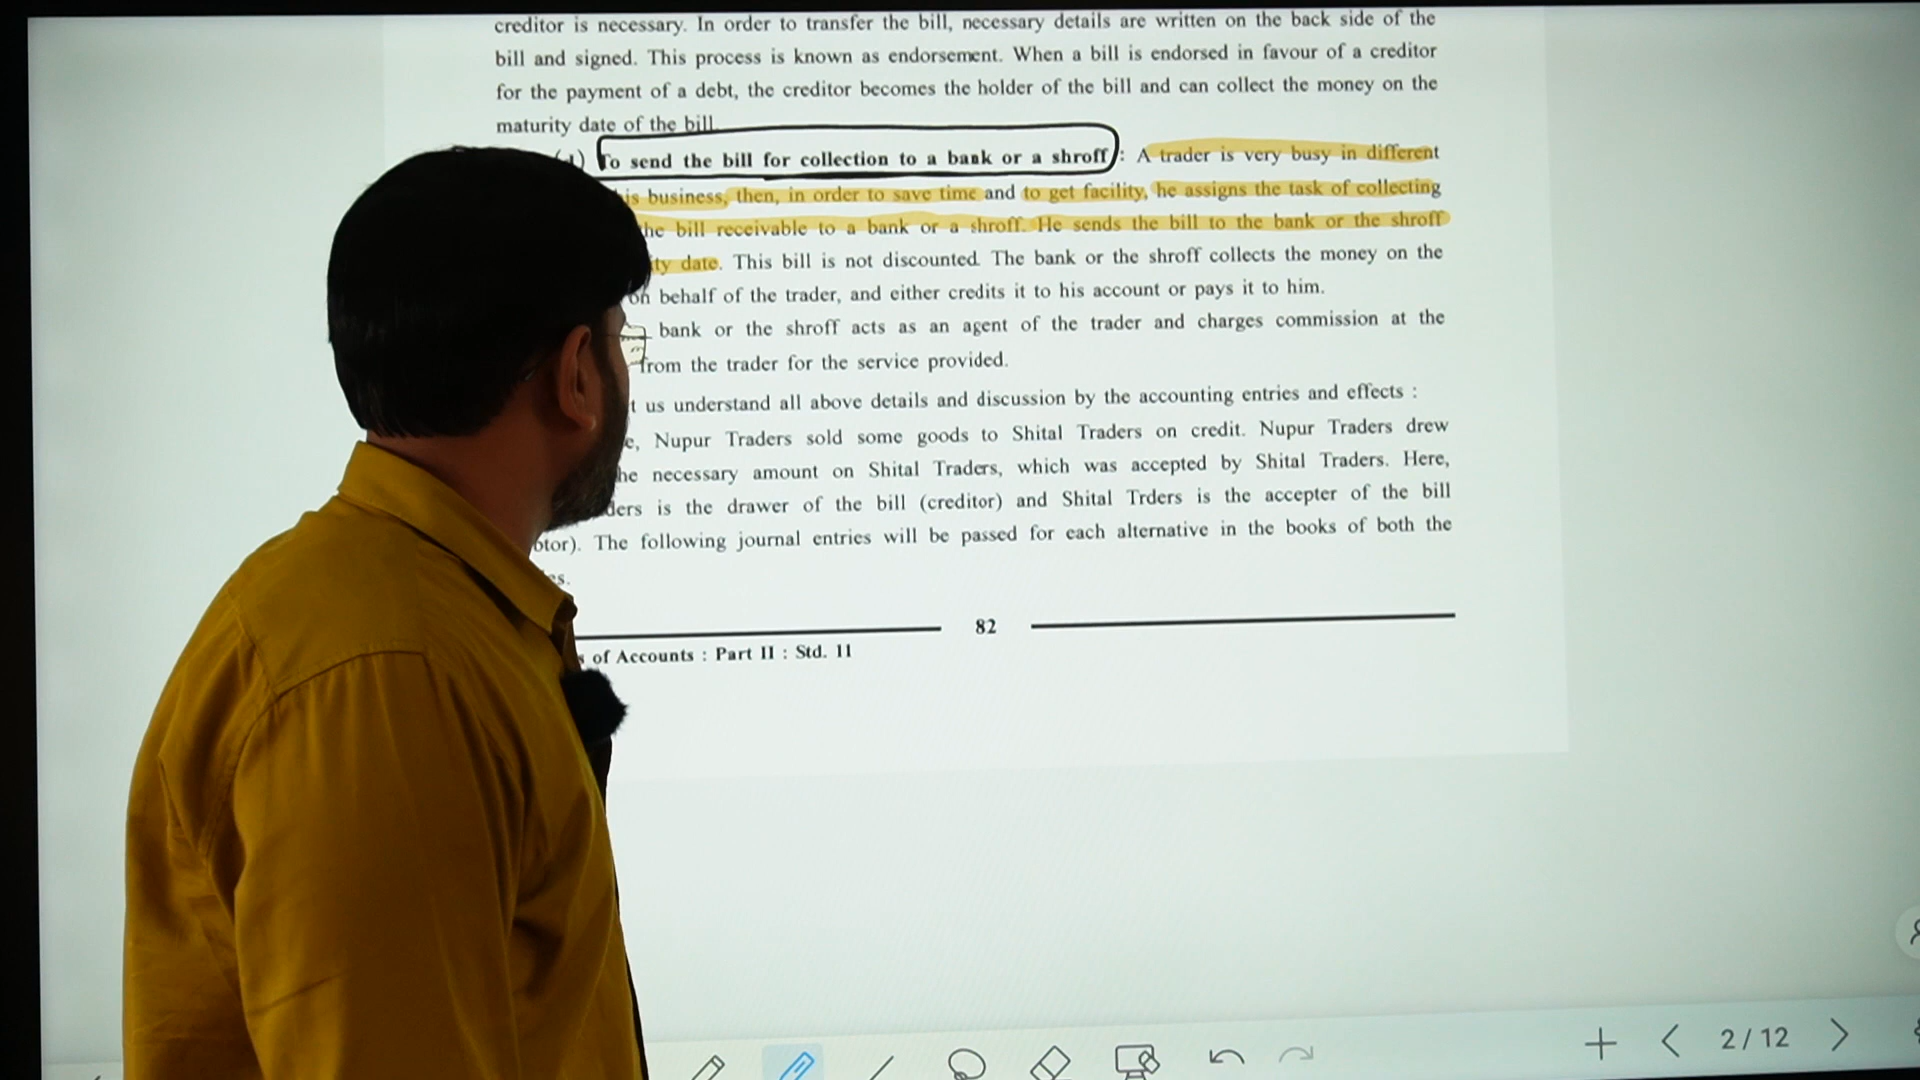 creditor is necessary. In order to transfer the bill, necessary details are written on the back side of the
bill and signed. This process is known as endorsement. When a bill is endorsed in favour of a creditor
for the payment of a debt, the creditor becomes the holder of the bill and can collect the money on the
maturity date of the bill.
To send the bill for collection to a bank or a shroff : A trader is very busy in different
is business, then, in order to save time and to get facility, he assigns the task of collecting
he bill receivable to a bank or a shroff. He sends the bill to the bank or the shroff
ity date. This bill is not discounted. The bank or the shroff collects the money on the
on behalf of the trader, and either credits it to his account or pays it to him.
bank or the shroff acts as an agent of the trader and charges commission at the
from the trader for the service provided.
t us understand all above details and discussion by the accounting entries and effects :
e, Nupur Traders sold some goods to Shital Traders on credit. Nupur Traders drew
he necessary amount on Shital Traders, which was accepted by Shital Traders. Here,
ders is the drawer of the bill (creditor) and Shital Trders is the accepter of the bill
btor). The following journal entries will be passed for each alternative in the books of both the
es.
82
s of Accounts : Part II : Std. 11
2/12